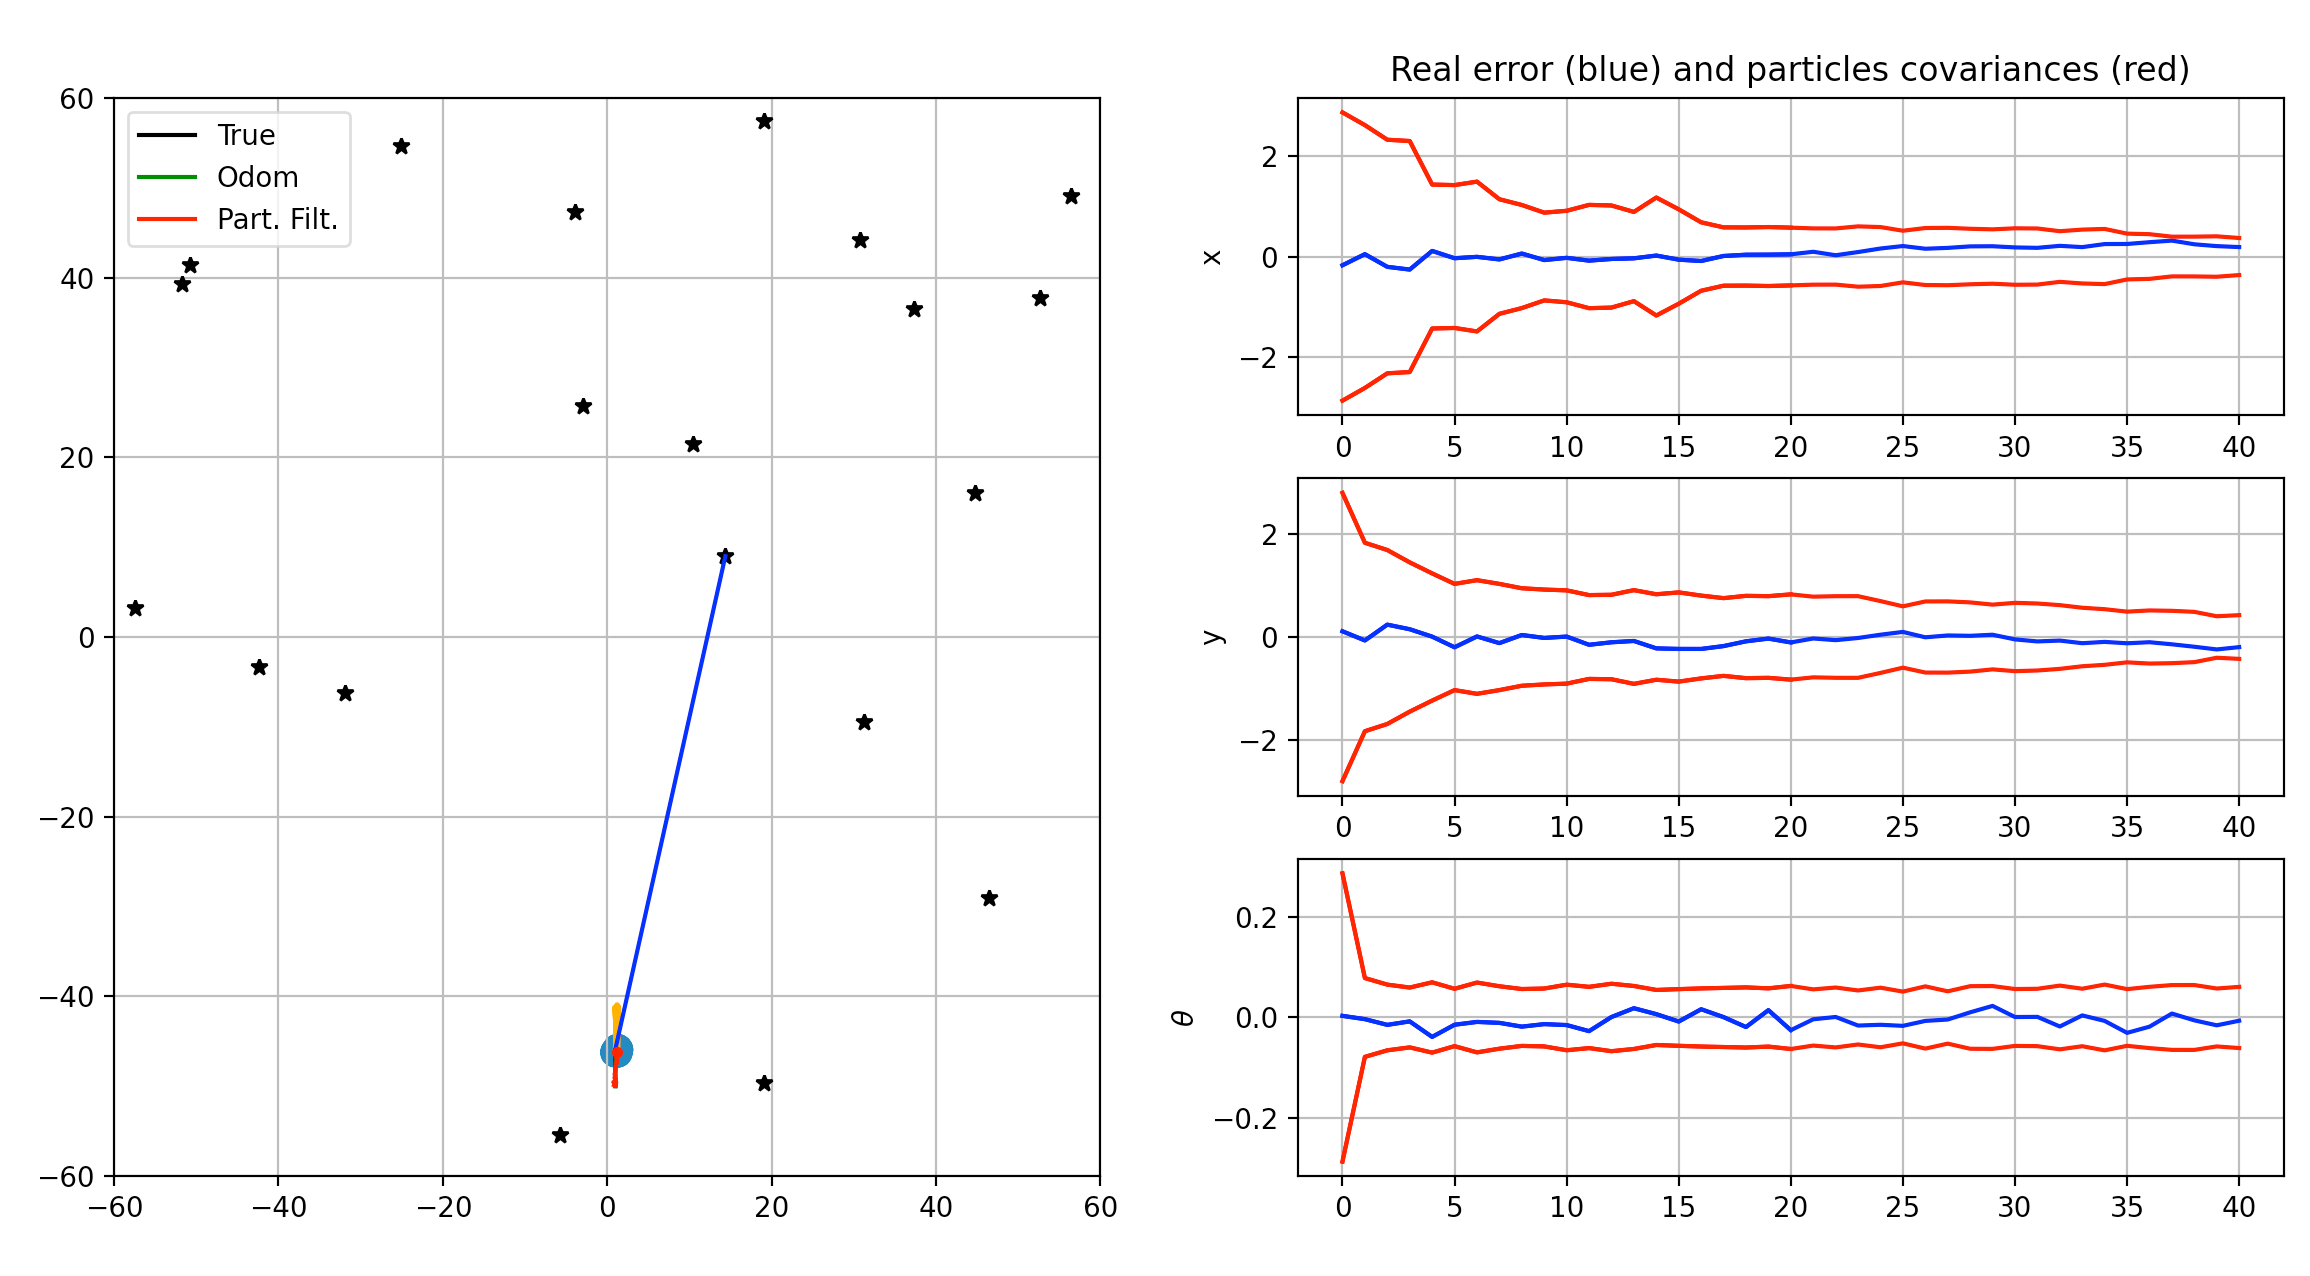 Real error (blue) and particles covariances (red)
True
Odom
Part. Filt.
60
40
20
0
−20
−40
−60
−60 −40 −20 0 20 40 60
x
2
0
−2
0 5 10 15 20 25 30 35 40
y
2
0
−2
0 5 10 15 20 25 30 35 40
θ
0.2
0.0
−0.2
0 5 10 15 20 25 30 35 40